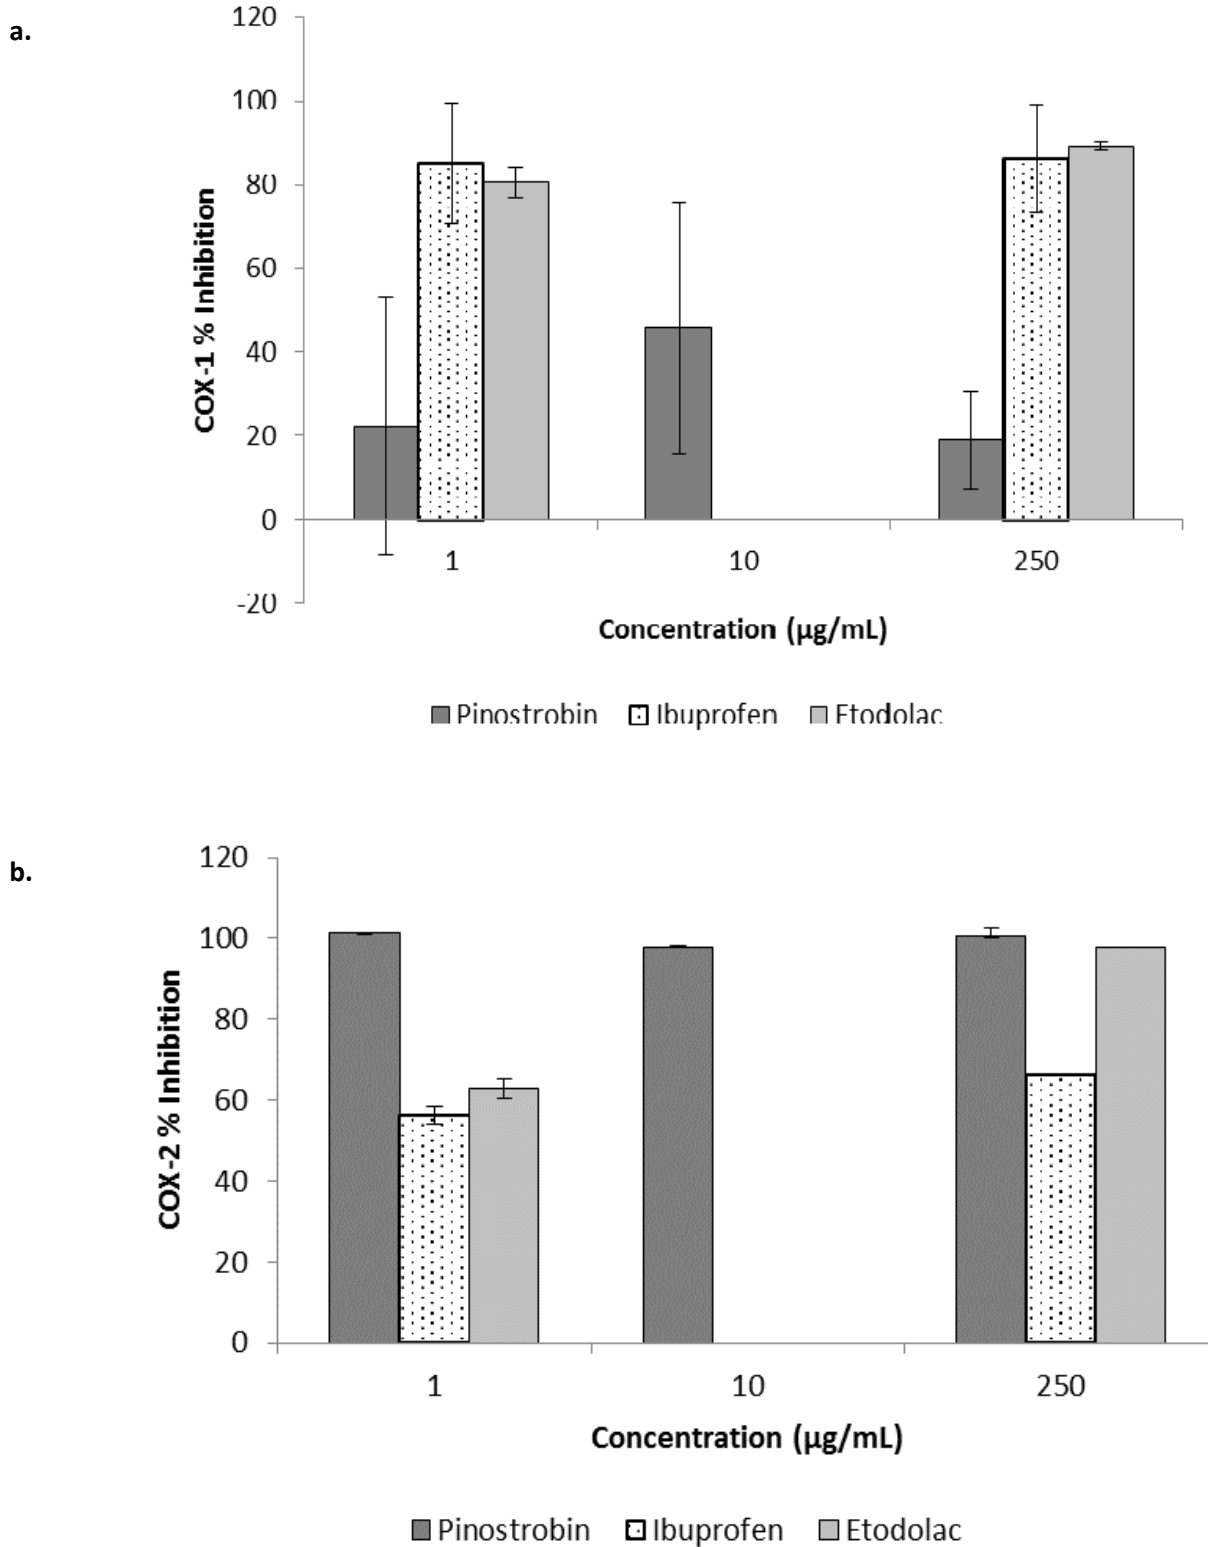 a.
120
100
80
60
40
20
0
-20
COX-1 % Inhibition
1 10 250
Concentration (µg/mL)
Pinostrobin Ibuprofen Etodolac
b.
120
100
80
60
40
20
0
COX-2 % Inhibition
1 10 250
Concentration (µg/mL)
Pinostrobin Ibuprofen Etodolac